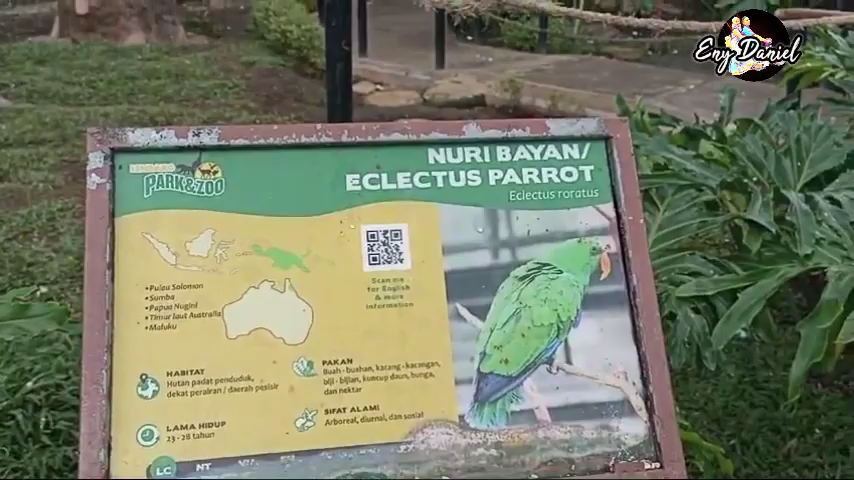 Eny Daniel
LEMBANG
PARK&ZOO
NURI BAYAN/
ECLECTUS PARROT
Eclectus roratus
Scan me
for English
& more
information
• Pulau Solomon
• Sumba
• Papua Nugini
• Timur laut Australia
• Maluku
HABITAT
Hutan padat penduduk,
dekat perairan / daerah pesisir
LAMA HIDUP
23 - 28 tahun
PAKAN
Buah - buahan, kacang - kacangan,
biji - bijian, kuncup daun, bunga,
dan nektar
SIFAT ALAMI
Arboreal, diurnal, dan sosial
LC NT